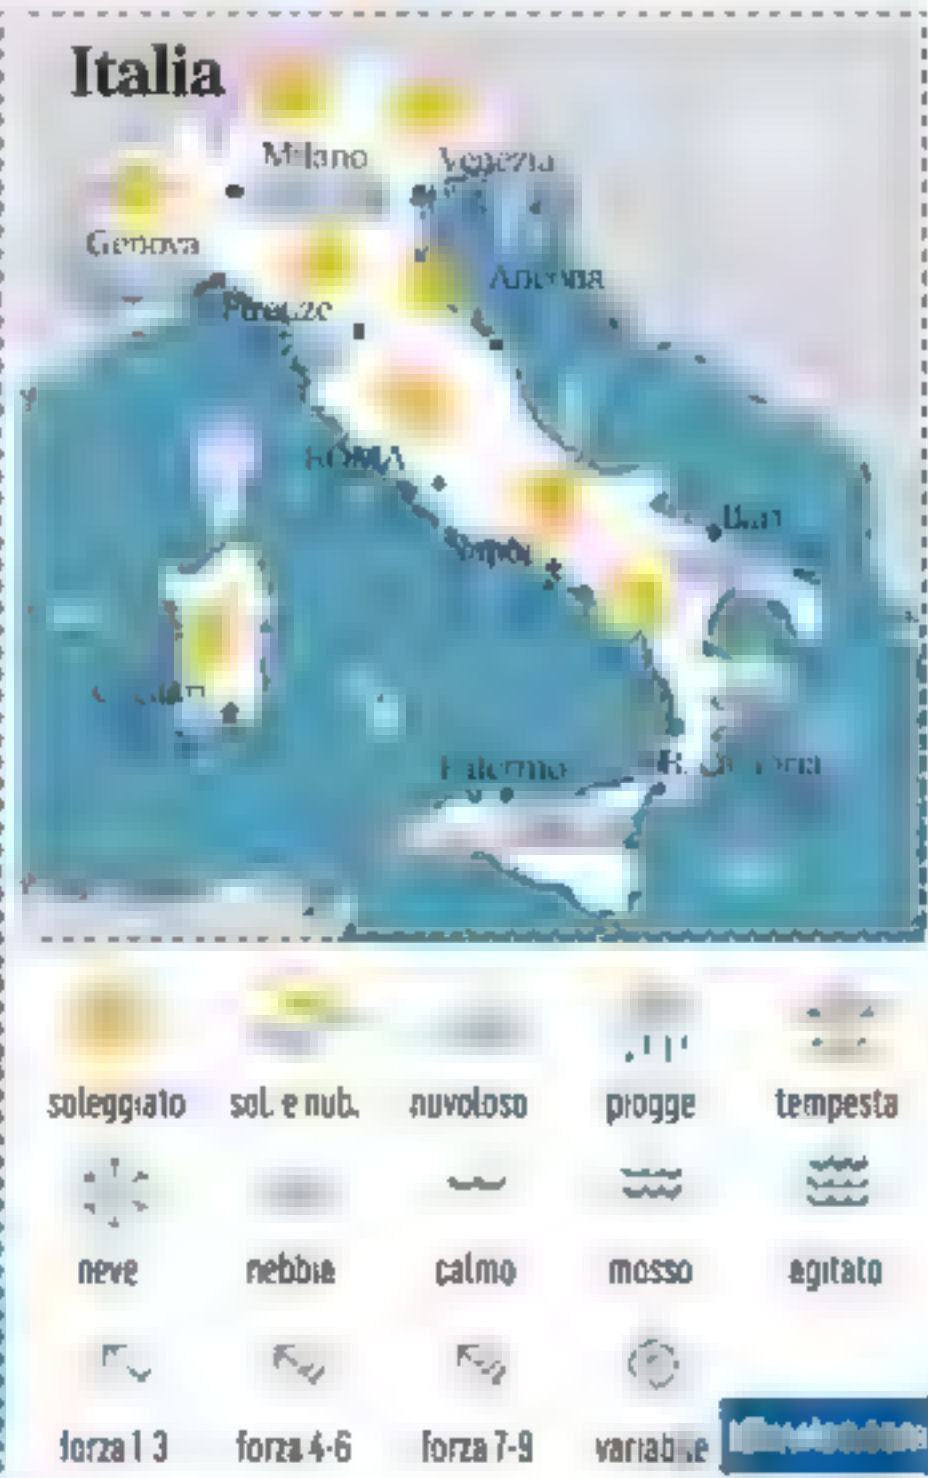 Italia
Milano
Venezia
Genova
Ancona
Firenze
ROMA
Bari
Napoli
Palermo
soleggiato sol. e nub. nuvoloso piogge tempesta
neve nebbia calmo mosso agitato
forza 1 3 forza 4-6 forza 7-9 variabile